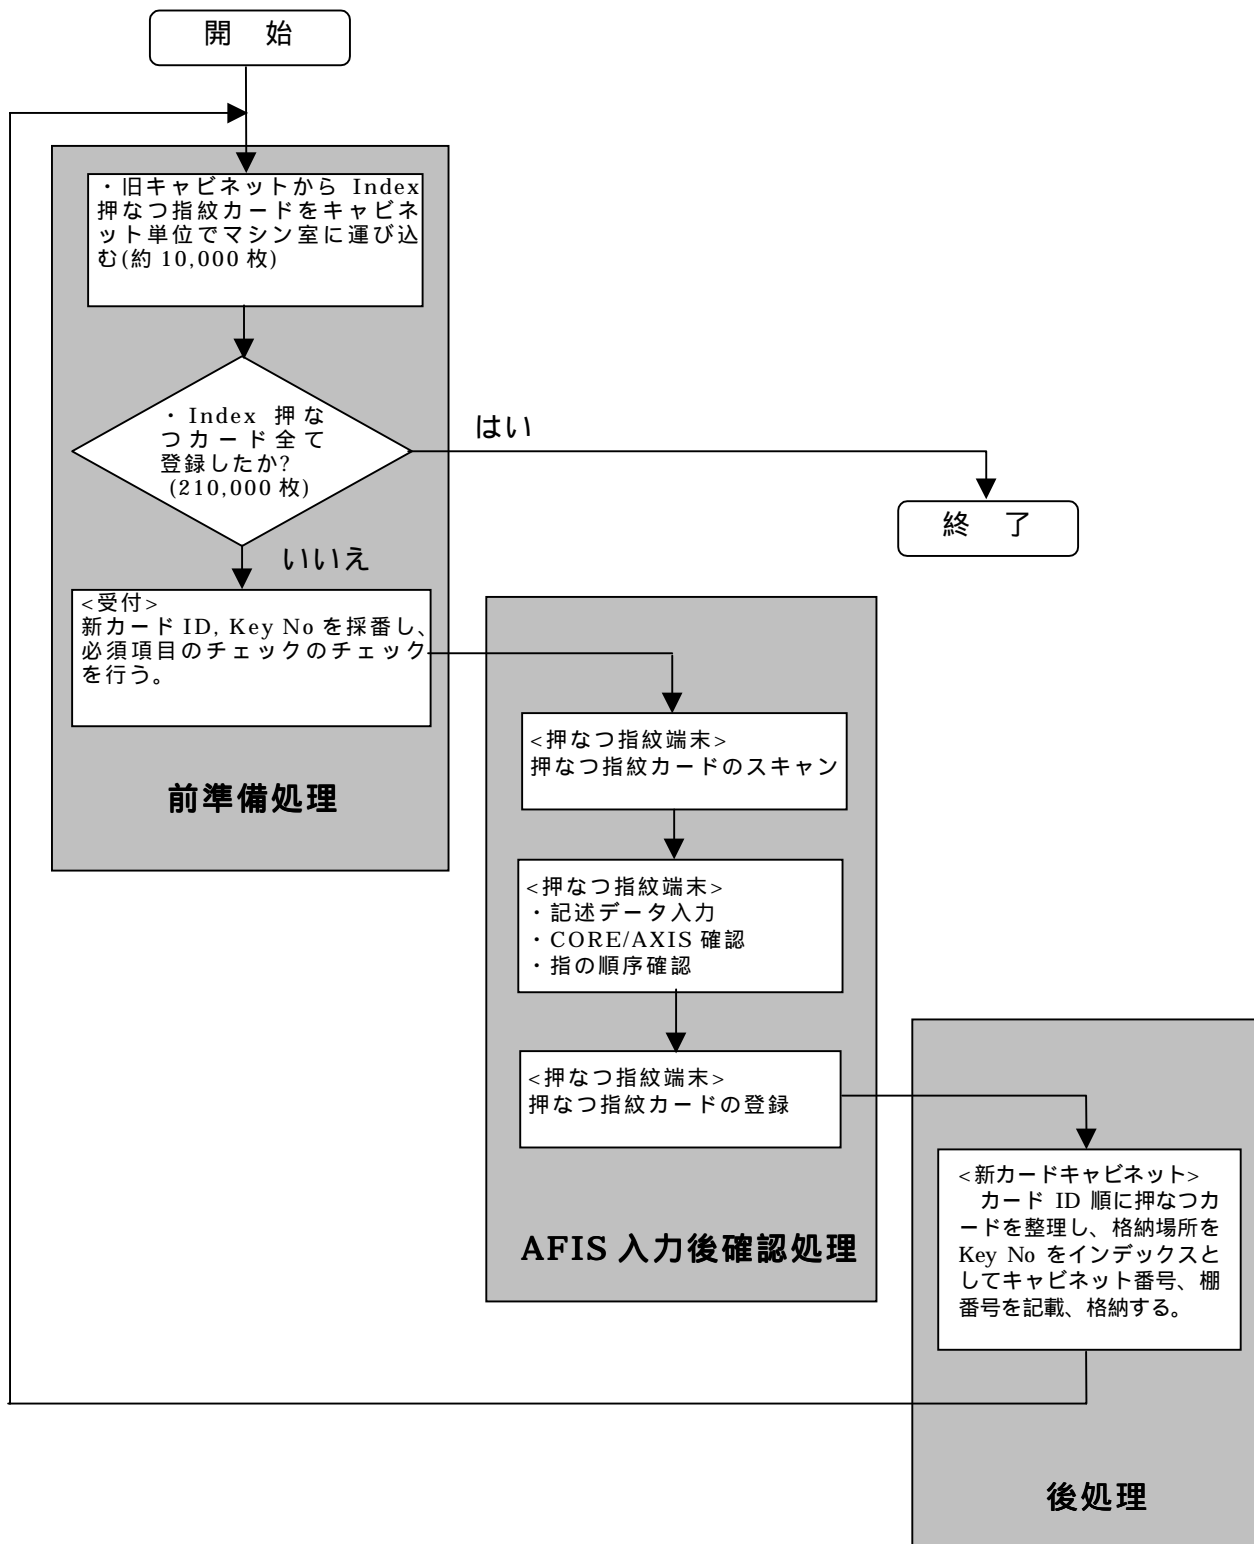 開　始
・旧キャビネットから Index
押なつ指紋カードをキャビネ
ット単位でマシン室に運び込
む(約 10,000 枚)
・Index 押な
つカード全て
登録したか?
(210,000 枚)
はい
終　了
いいえ
<受付>
新カード ID, Key No を採番し、
必須項目のチェックのチェック
を行う。
前準備処理
<押なつ指紋端末>
押なつ指紋カードのスキャン
<押なつ指紋端末>
・記述データ入力
・CORE/AXIS 確認
・指の順序確認
<押なつ指紋端末>
押なつ指紋カードの登録
AFIS 入力後確認処理
<新カードキャビネット>
カード ID 順に押なつカ
ードを整理し、格納場所を
Key No をインデックスと
してキャビネット番号、棚
番号を記載、格納する。
後処理